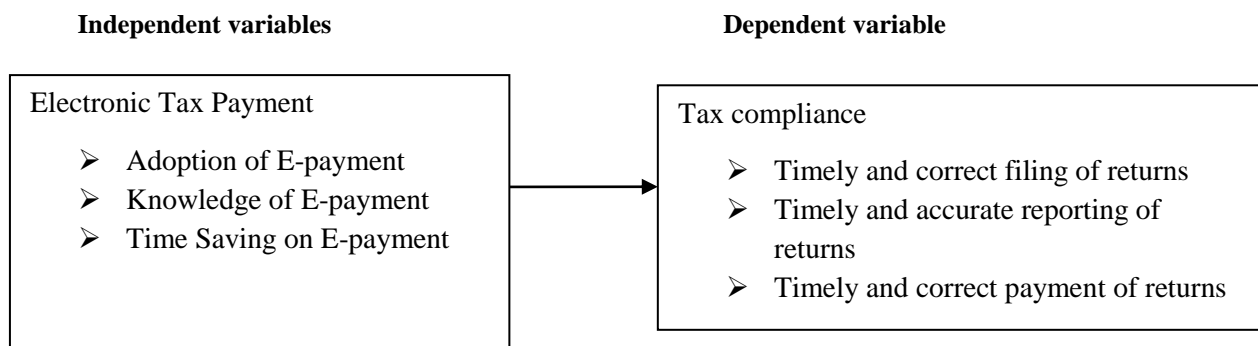 Independent variables
Dependent variable
Electronic Tax Payment
➢ Adoption of E-payment
➢ Knowledge of E-payment
➢ Time Saving on E-payment
Tax compliance
➢ Timely and correct filing of returns
➢ Timely and accurate reporting of
returns
➢ Timely and correct payment of returns